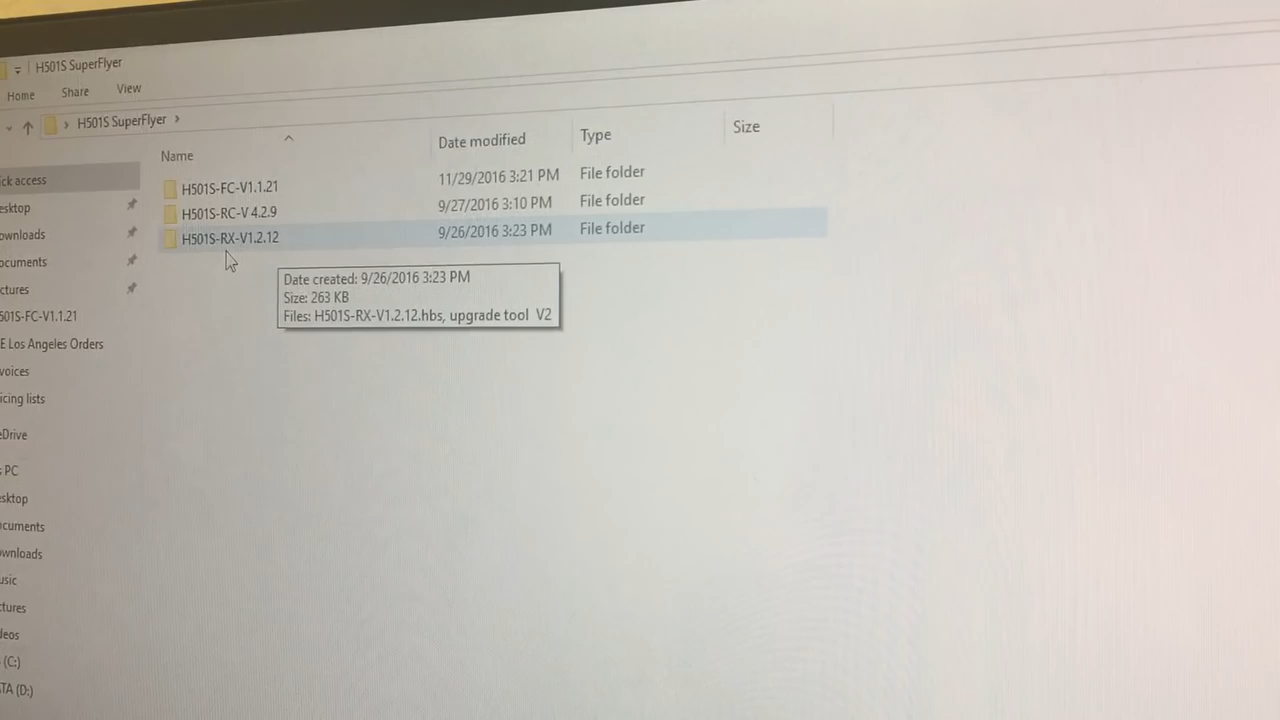 H501S SuperFlyer
Home Share View
H501S SuperFlyer
Name Date modified Type Size
H501S-FC-V1.1.21 11/29/2016 3:21 PM File folder
H501S-RC-V 4.2.9 9/27/2016 3:10 PM File folder
H501S-RX-V1.2.12 9/26/2016 3:23 PM File folder
Date created: 9/26/2016 3:23 PM
Size: 263 KB
Files: H501S-RX-V1.2.12.hbs, upgrade tool V2
ck access
esktop
ownloads
ocuments
ctures
501S-FC-V1.1.21
E Los Angeles Orders
voices
icing lists
eDrive
s PC
esktop
ocuments
ownloads
usic
ctures
deos
(C:)
TA (D:)